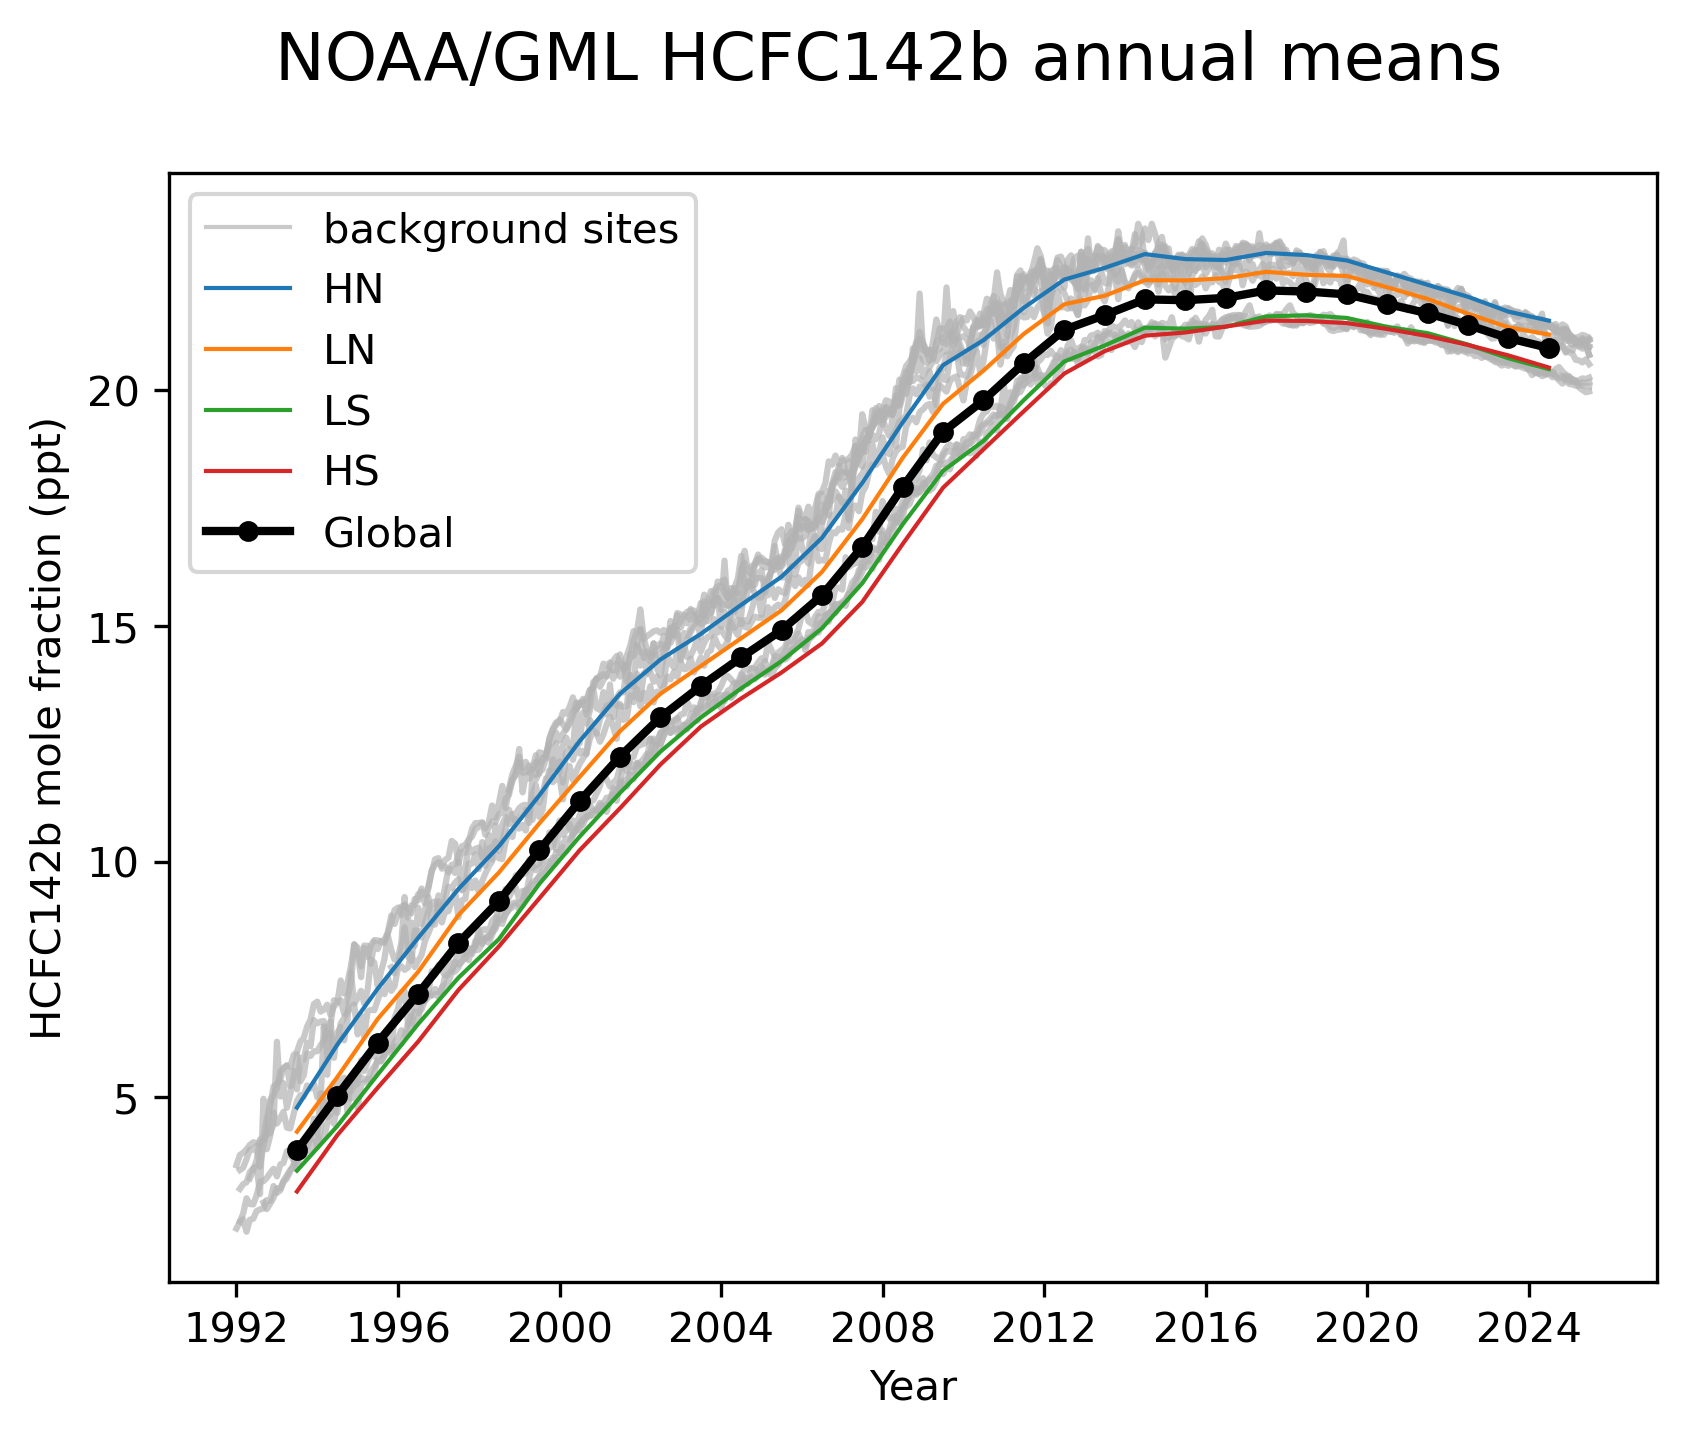 NOAA/GML HCFC142b annual means
background sites
HN
LN
LS
HS
Global
HCFC142b mole fraction (ppt)
20
15
10
5
1992 1996 2000 2004 2008 2012 2016 2020 2024
Year